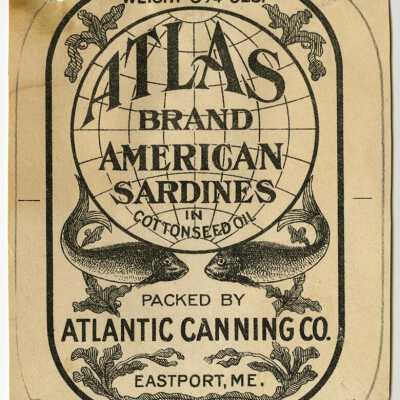 ATLAS
BRAND
AMERICAN
SARDINES
IN
COTTONSEED OIL
PACKED BY
ATLANTIC CANNING CO.
EASTPORT, ME.